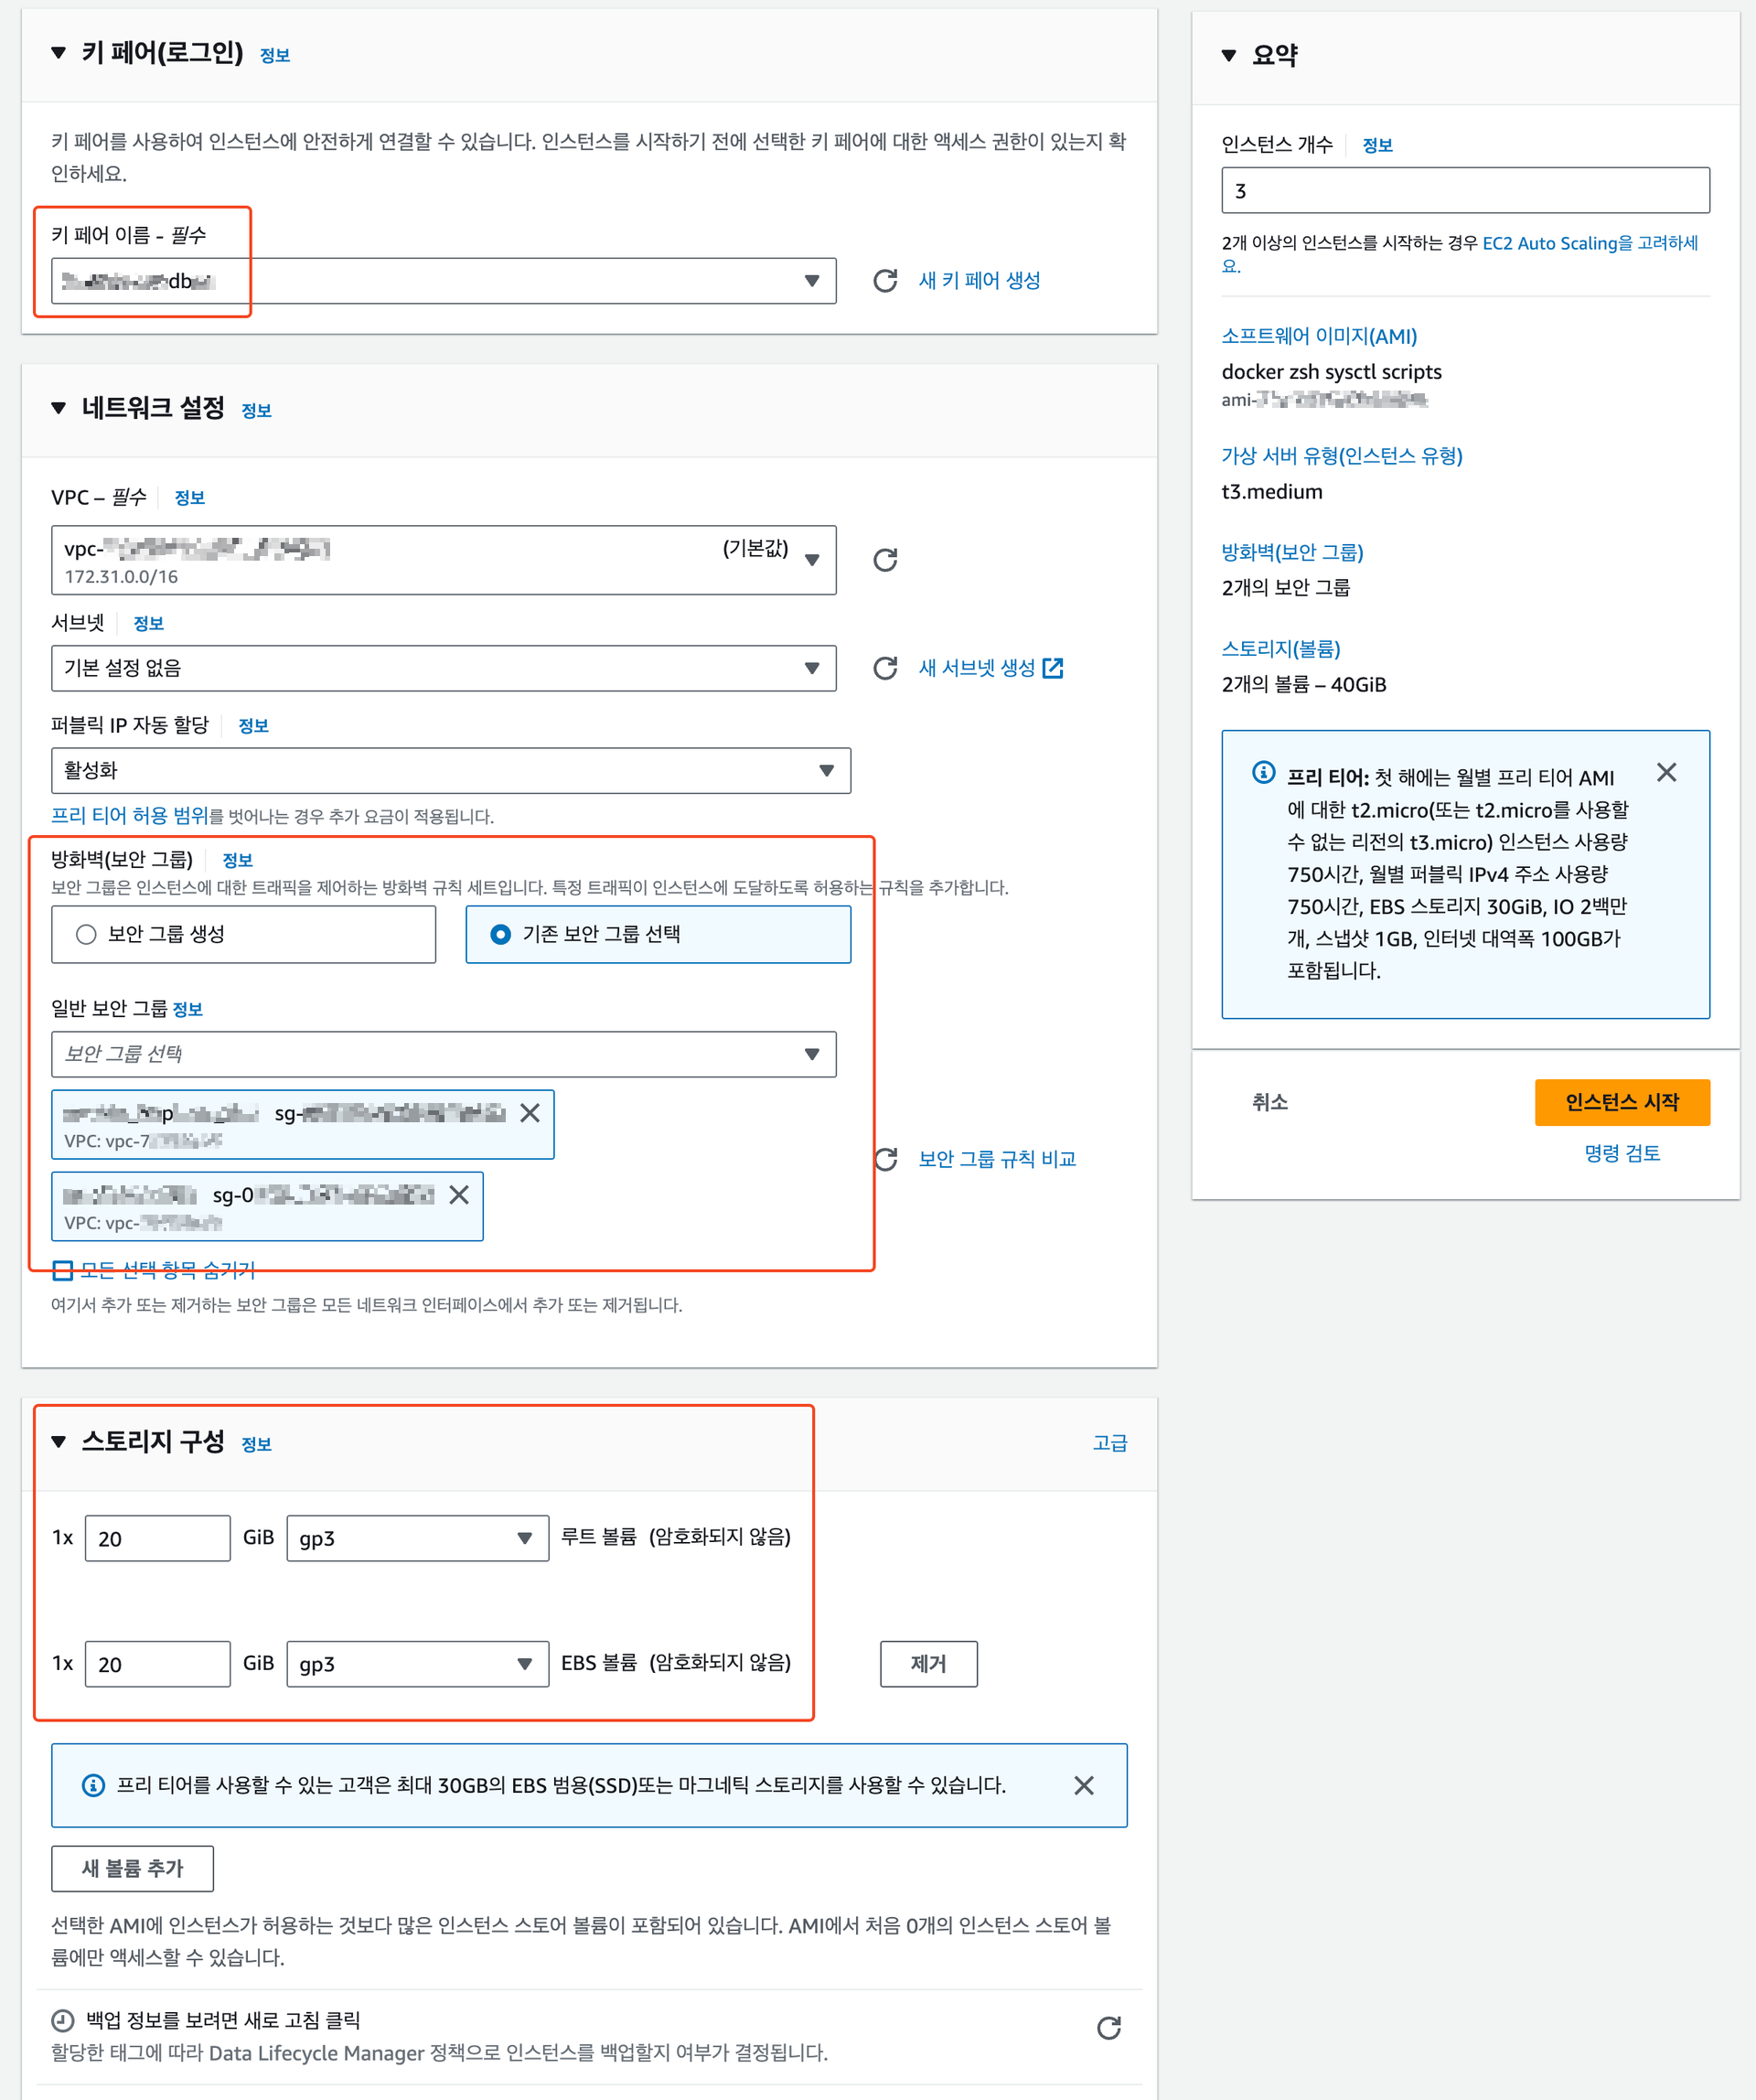 키 페어(로그인) 정보
키 페어를 사용하여 인스턴스에 안전하게 연결할 수 있습니다. 인스턴스를 시작하기 전에 선택한 키 페어에 대한 액세스 권한이 있는지 확
인하세요.
키 페어 이름 - 필수
db
새 키 페어 생성
네트워크 설정 정보
VPC – 필수 정보
vpc- (기본값)
172.31.0.0/16
서브넷 정보
기본 설정 없음
새 서브넷 생성
퍼블릭 IP 자동 할당 정보
활성화
프리 티어 허용 범위를 벗어나는 경우 추가 요금이 적용됩니다.
방화벽(보안 그룹) 정보
보안 그룹은 인스턴스에 대한 트래픽을 제어하는 방화벽 규칙 세트입니다. 특정 트래픽이 인스턴스에 도달하도록 허용하는 규칙을 추가합니다.
보안 그룹 생성
기존 보안 그룹 선택
일반 보안 그룹 정보
보안 그룹 선택
sg-
VPC: vpc-7
sg-0
VPC: vpc-
보안 그룹 규칙 비교
모든 선택 항목 숨기기
여기서 추가 또는 제거하는 보안 그룹은 모든 네트워크 인터페이스에서 추가 또는 제거됩니다.
스토리지 구성 정보
고급
1x 20 GiB gp3 루트 볼륨 (암호화되지 않음)
1x 20 GiB gp3 EBS 볼륨 (암호화되지 않음) 제거
프리 티어를 사용할 수 있는 고객은 최대 30GB의 EBS 범용(SSD)또는 마그네틱 스토리지를 사용할 수 있습니다.
새 볼륨 추가
선택한 AMI에 인스턴스가 허용하는 것보다 많은 인스턴스 스토어 볼륨이 포함되어 있습니다. AMI에서 처음 0개의 인스턴스 스토어 볼
륨에만 액세스할 수 있습니다.
백업 정보를 보려면 새로 고침 클릭
할당한 태그에 따라 Data Lifecycle Manager 정책으로 인스턴스를 백업할지 여부가 결정됩니다.
요약
인스턴스 개수 정보
3
2개 이상의 인스턴스를 시작하는 경우 EC2 Auto Scaling을 고려하세
요.
소프트웨어 이미지(AMI)
docker zsh sysctl scripts
ami-
가상 서버 유형(인스턴스 유형)
t3.medium
방화벽(보안 그룹)
2개의 보안 그룹
스토리지(볼륨)
2개의 볼륨 – 40GiB
프리 티어: 첫 해에는 월별 프리 티어 AMI
에 대한 t2.micro(또는 t2.micro를 사용할
수 없는 리전의 t3.micro) 인스턴스 사용량
750시간, 월별 퍼블릭 IPv4 주소 사용량
750시간, EBS 스토리지 30GiB, IO 2백만
개, 스냅샷 1GB, 인터넷 대역폭 100GB가
포함됩니다.
취소
인스턴스 시작
명령 검토